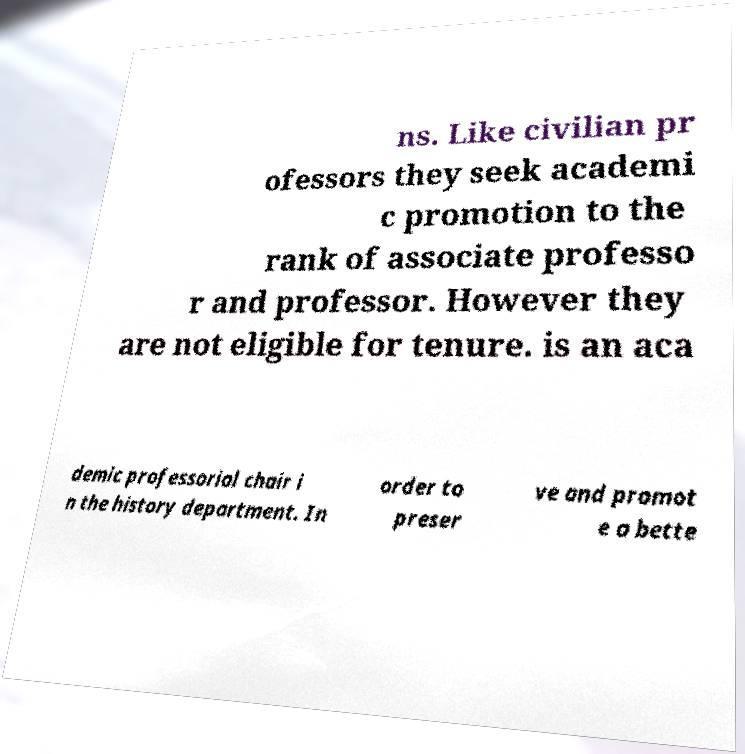 ns. Like civilian pr
ofessors they seek academi
c promotion to the
rank of associate professo
r and professor. However they
are not eligible for tenure. is an aca
demic professorial chair i
n the history department. In
order to
preser
ve and promot
e a bette